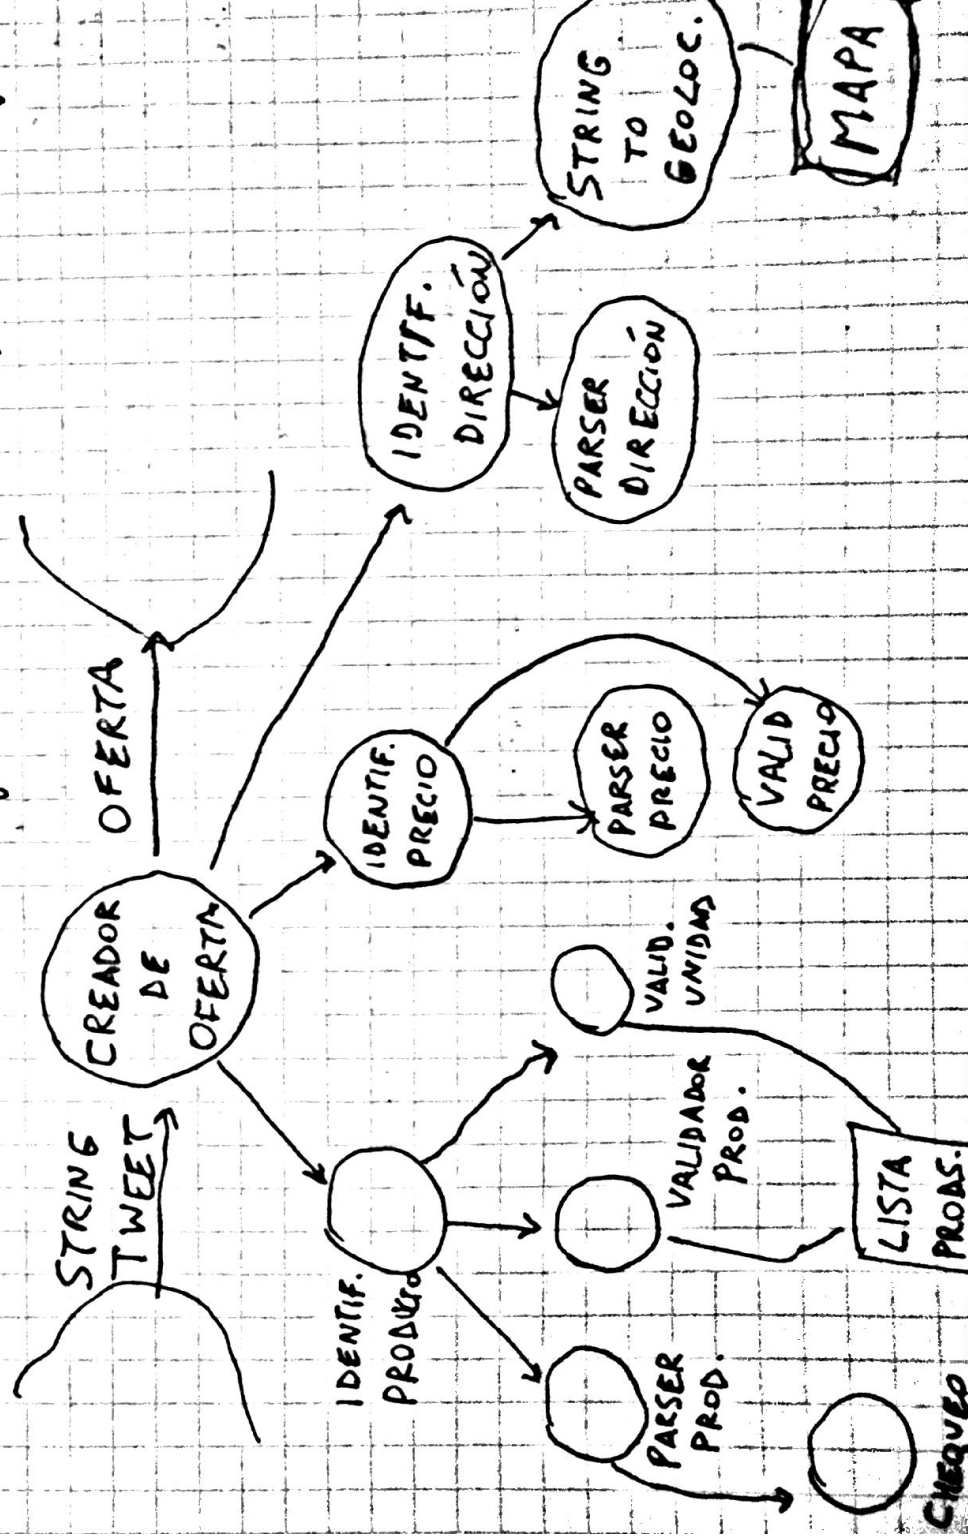 STRING
TWEET
CREADOR
DE
OFERTA
OFERTA
IDENTIF.
PRODUCTO
IDENTIF.
PRECIO
IDENTIF.
DIRECCIÓN
PARSER
PROD.
VALIDADOR
PROD.
VALID.
UNIDAD
PARSER
PRECIO
VALID
PRECIO
PARSER
DIRECCIÓN
STRING
TO
GEOLOC.
CHEQUEO
LISTA
PRODS.
MAPA